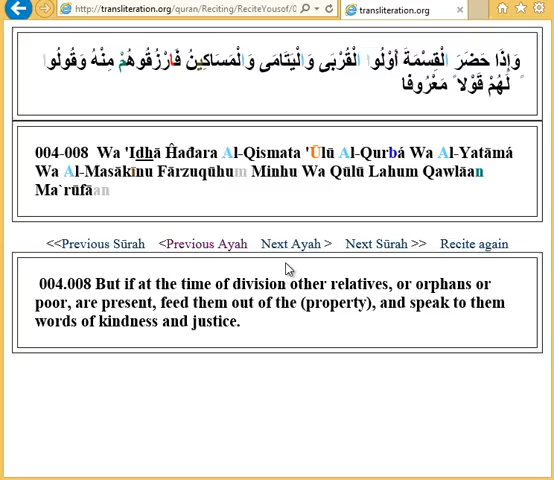 http://transliteration.org/quran/Reciting/ReciteYousof/0
transliteration.org
وَإِذَا حَضَرَ الْقِسْمَةَ أُوْلُوا الْقُرْبَى وَالْيَتَامَى وَالْمَسَاكِينُ فَارْزُقُوهُمْ مِنْهُ وَقُولُوا
لَهُمْ قَوْلاً مَعْرُوفًا
004-008 Wa 'Idhā Ĥađara Al-Qismata 'Ūlū Al-Qurbá Wa Al-Yatāmá
Wa Al-Masākīnu Fārzuqūhum Minhu Wa Qūlū Lahum Qawlāan
Ma`rūfāan
<<Previous Sūrah <Previous Ayah Next Ayah > Next Sūrah >> Recite again
004.008 But if at the time of division other relatives, or orphans or
poor, are present, feed them out of the (property), and speak to them
words of kindness and justice.